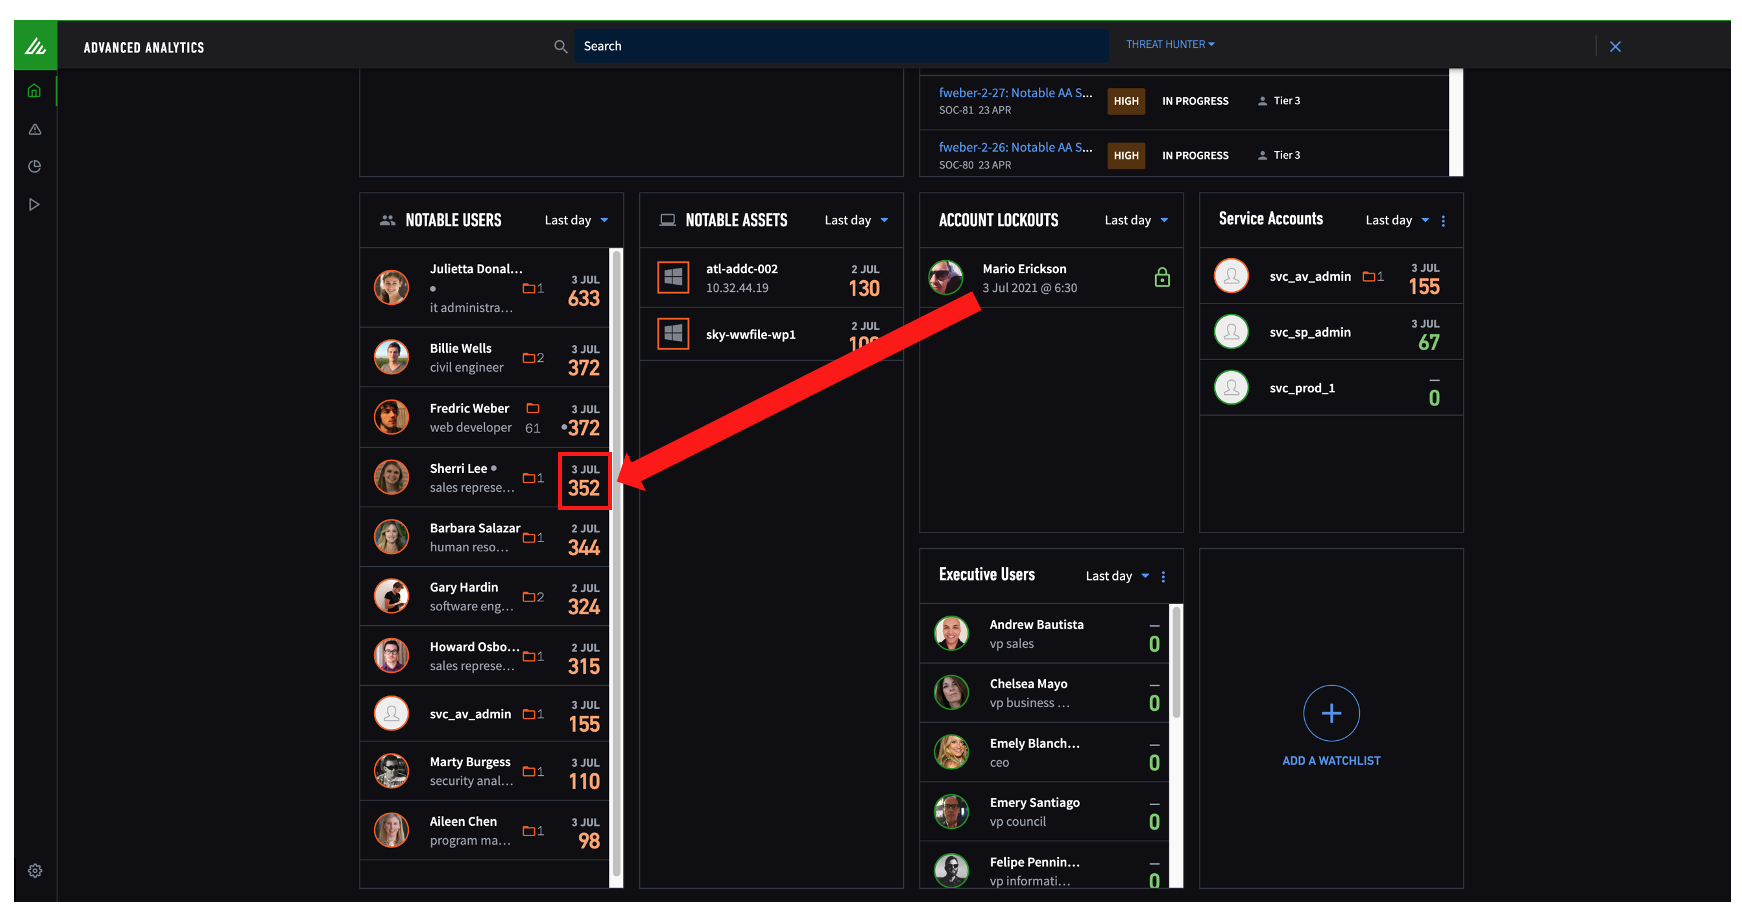 ADVANCED ANALYTICS
Search
THREAT HUNTER
fweber-2-27: Notable AA S...
SOC-81 23 APR
HIGH
IN PROGRESS
Tier 3
fweber-2-26: Notable AA S...
SOC-80 23 APR
HIGH
IN PROGRESS
Tier 3
NOTABLE USERS
Last day
Julietta Donal...
it administra...
1
3 JUL
633
Billie Wells
civil engineer
2
3 JUL
372
Fredric Weber
web developer
61
3 JUL
372
Sherri Lee
sales represe...
1
3 JUL
352
Barbara Salazar
human reso...
1
2 JUL
344
Gary Hardin
software eng...
2
2 JUL
324
Howard Osbo...
sales represe...
1
2 JUL
315
svc_av_admin
1
3 JUL
155
Marty Burgess
security anal...
1
3 JUL
110
Aileen Chen
program ma...
1
3 JUL
98
NOTABLE ASSETS
Last day
atl-addc-002
10.32.44.19
2 JUL
130
sky-wwfile-wp1
2 JUL
ACCOUNT LOCKOUTS
Last day
Mario Erickson
3 Jul 2021 @ 6:30
Service Accounts
Last day
svc_av_admin
1
3 JUL
155
svc_sp_admin
3 JUL
67
svc_prod_1
–
0
Executive Users
Last day
Andrew Bautista
vp sales
–
0
Chelsea Mayo
vp business ...
–
0
Emely Blanch...
ceo
–
0
Emery Santiago
vp council
–
0
Felipe Pennin...
vp informati...
–
0
ADD A WATCHLIST